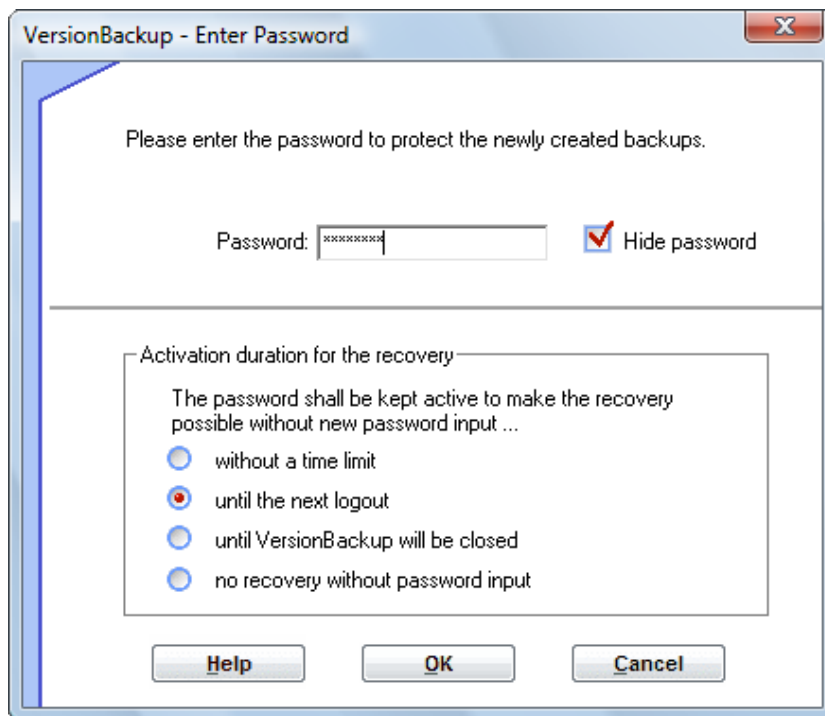 VersionBackup - Enter Password
Please enter the password to protect the newly created backups.
Password: ******** Hide password
Activation duration for the recovery
The password shall be kept active to make the recovery
possible without new password input ...
without a time limit
until the next logout
until VersionBackup will be closed
no recovery without password input
Help OK Cancel